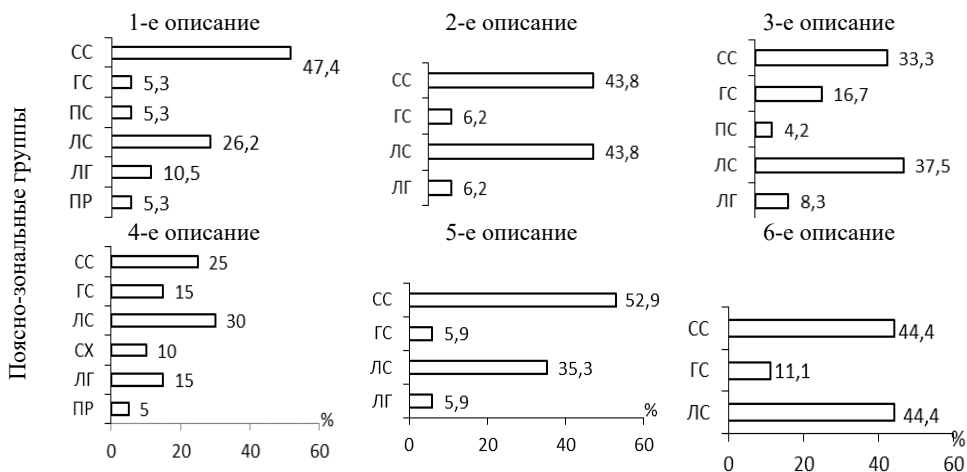 1-е описание
СС 47,4
ГС 5,3
ПС 5,3
ЛС 26,2
ЛГ 10,5
ПР 5,3
2-е описание
СС 43,8
ГС 6,2
ЛС 43,8
ЛГ 6,2
3-е описание
СС 33,3
ГС 16,7
ПС 4,2
ЛС 37,5
ЛГ 8,3
Поясно-зональные группы
4-е описание
СС 25
ГС 15
ЛС 30
СХ 10
ЛГ 15
ПР 5
%
0 20 40 60
5-е описание
СС 52,9
ГС 5,9
ЛС 35,3
ЛГ 5,9
%
0 20 40 60
6-е описание
СС 44,4
ГС 11,1
ЛС 44,4
%
0 20 40 60